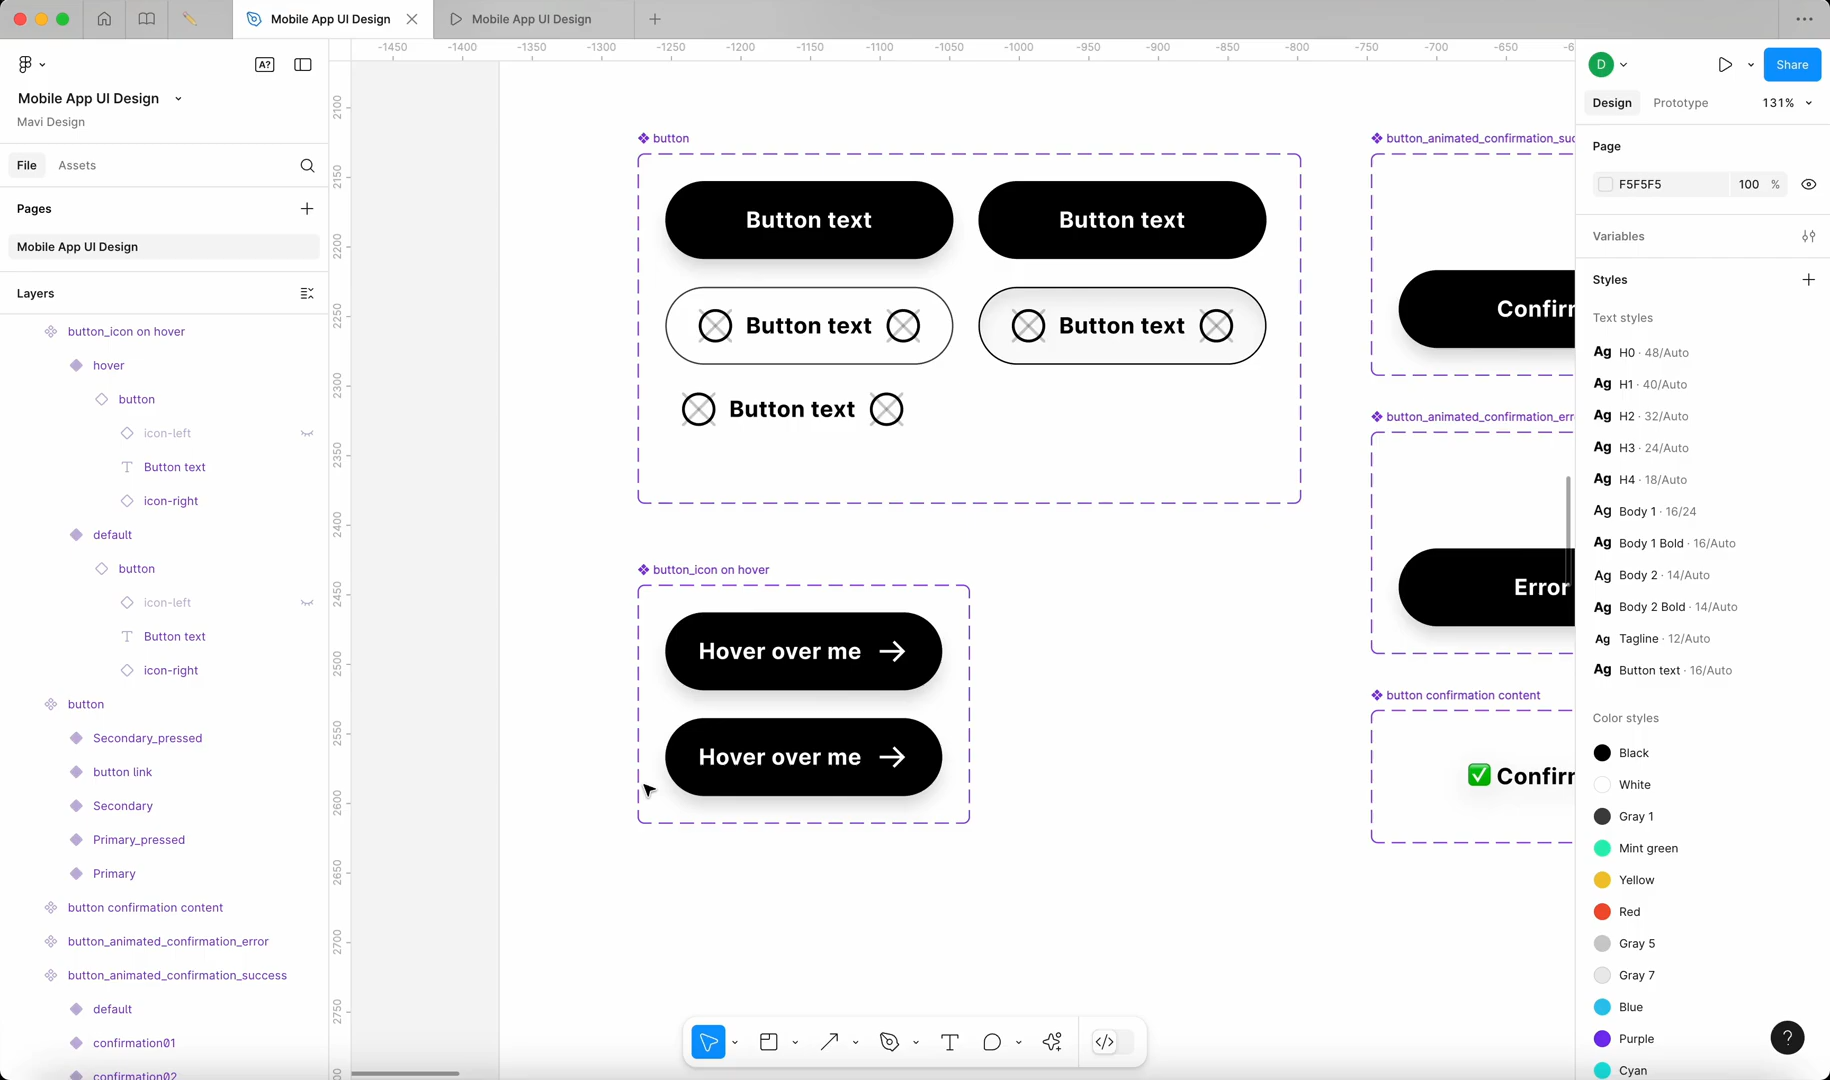 Mobile App UI Design
Mobile App UI Design
A?
Mobile App UI Design
Mavi Design
File
Assets
Pages
Mobile App UI Design
Layers
button_icon on hover
hover
button
icon-left
Button text
icon-right
default
button
icon-left
Button text
icon-right
button
Secondary_pressed
button link
Secondary
Primary_pressed
Primary
button confirmation content
button_animated_confirmation_error
button_animated_confirmation_success
default
confirmation01
confirmation02
-1450
-1400
-1350
-1300
-1250
-1200
-1150
-1100
-1050
-1000
-950
-900
-850
-800
-750
-700
-650
2100
2150
2200
2250
2300
2350
2400
2450
2500
2550
2600
2650
2700
2750
button
Button text
Button text
Button text
Button text
Button text
button_icon on hover
Hover over me
Hover over me
button_animated_confirmation_suc
Confirm
button_animated_confirmation_err
Error
button confirmation content
✅ Confirm
D
Share
Design
Prototype
131%
Page
F5F5F5
100 %
Variables
Styles
Text styles
Ag H0 · 48/Auto
Ag H1 · 40/Auto
Ag H2 · 32/Auto
Ag H3 · 24/Auto
Ag H4 · 18/Auto
Ag Body 1 · 16/24
Ag Body 1 Bold · 16/Auto
Ag Body 2 · 14/Auto
Ag Body 2 Bold · 14/Auto
Ag Tagline · 12/Auto
Ag Button text · 16/Auto
Color styles
Black
White
Gray 1
Mint green
Yellow
Red
Gray 5
Gray 7
Blue
Purple
Cyan
?